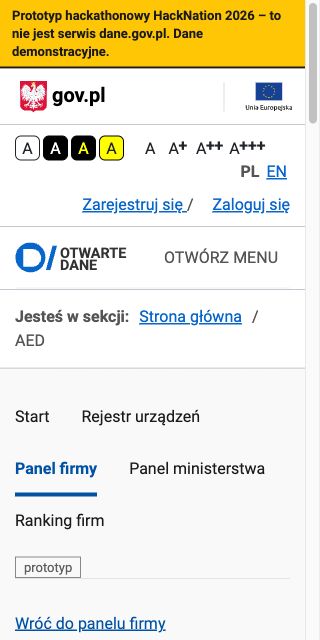 Prototyp hackathonowy HackNation 2026 – to
nie jest serwis dane.gov.pl. Dane
demonstracyjne.
gov.pl
Unia Europejska
A A A A A A+ A++ A+++
PL EN
Zarejestruj się / Zaloguj się
OTWARTE
DANE
OTWÓRZ MENU
Jesteś w sekcji: Strona główna /
AED
Start Rejestr urządzeń
Panel firmy Panel ministerstwa
Ranking firm
prototyp
Wróć do panelu firmy